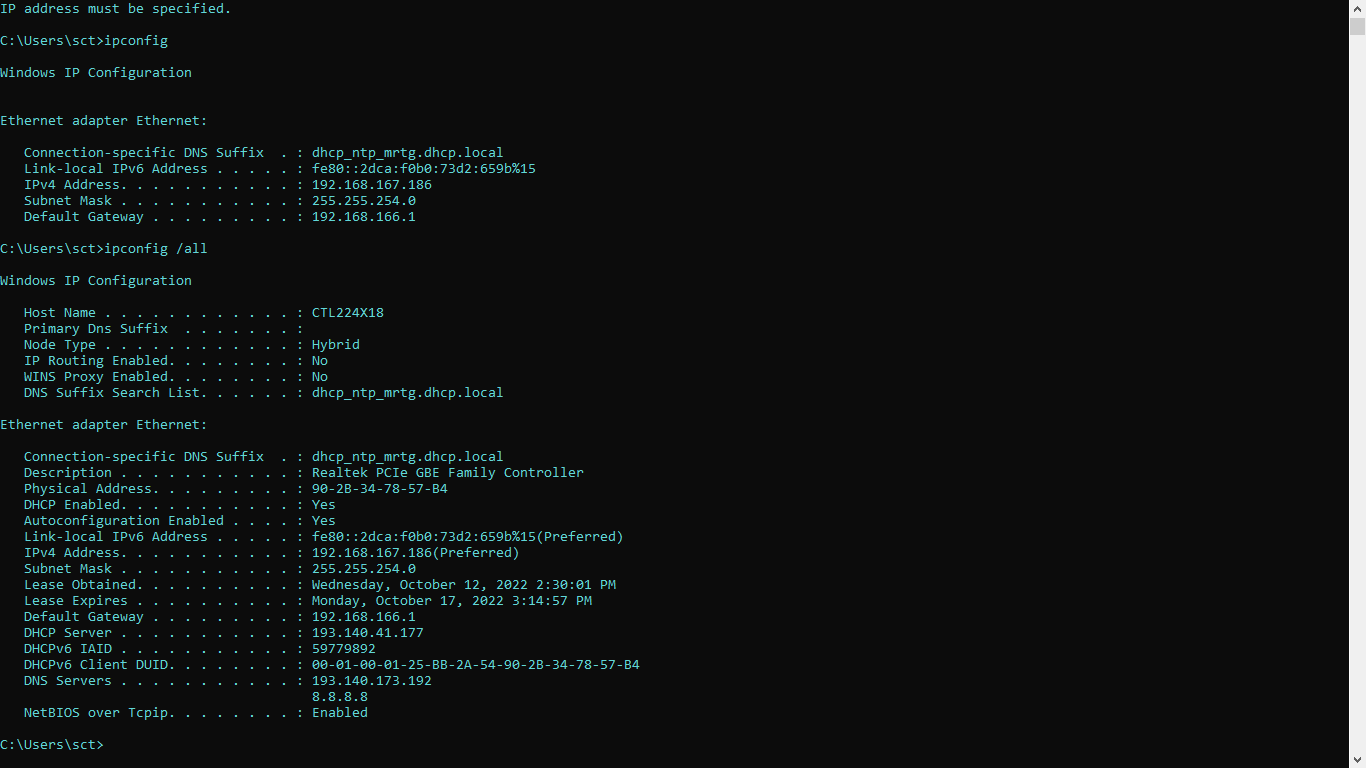 IP address must be specified.
C:\Users\sct>ipconfig
Windows IP Configuration
Ethernet adapter Ethernet:
   Connection-specific DNS Suffix  . : dhcp_ntp_mrtg.dhcp.local
   Link-local IPv6 Address . . . . . : fe80::2dca:f0b0:73d2:659b%15
   IPv4 Address. . . . . . . . . . . : 192.168.167.186
   Subnet Mask . . . . . . . . . . . : 255.255.254.0
   Default Gateway . . . . . . . . . : 192.168.166.1
C:\Users\sct>ipconfig /all
Windows IP Configuration
   Host Name . . . . . . . . . . . . : CTL224X18
   Primary Dns Suffix  . . . . . . . :
   Node Type . . . . . . . . . . . . : Hybrid
   IP Routing Enabled. . . . . . . . : No
   WINS Proxy Enabled. . . . . . . . : No
   DNS Suffix Search List. . . . . . : dhcp_ntp_mrtg.dhcp.local
Ethernet adapter Ethernet:
   Connection-specific DNS Suffix  . : dhcp_ntp_mrtg.dhcp.local
   Description . . . . . . . . . . . : Realtek PCIe GBE Family Controller
   Physical Address. . . . . . . . . : 90-2B-34-78-57-B4
   DHCP Enabled. . . . . . . . . . . : Yes
   Autoconfiguration Enabled . . . . : Yes
   Link-local IPv6 Address . . . . . : fe80::2dca:f0b0:73d2:659b%15(Preferred)
   IPv4 Address. . . . . . . . . . . : 192.168.167.186(Preferred)
   Subnet Mask . . . . . . . . . . . : 255.255.254.0
   Lease Obtained. . . . . . . . . . : Wednesday, October 12, 2022 2:30:01 PM
   Lease Expires . . . . . . . . . . : Monday, October 17, 2022 3:14:57 PM
   Default Gateway . . . . . . . . . : 192.168.166.1
   DHCP Server . . . . . . . . . . . : 193.140.41.177
   DHCPv6 IAID . . . . . . . . . . . : 59779892
   DHCPv6 Client DUID. . . . . . . . : 00-01-00-01-25-BB-2A-54-90-2B-34-78-57-B4
   DNS Servers . . . . . . . . . . . : 193.140.173.192
                                       8.8.8.8
   NetBIOS over Tcpip. . . . . . . . : Enabled
C:\Users\sct>